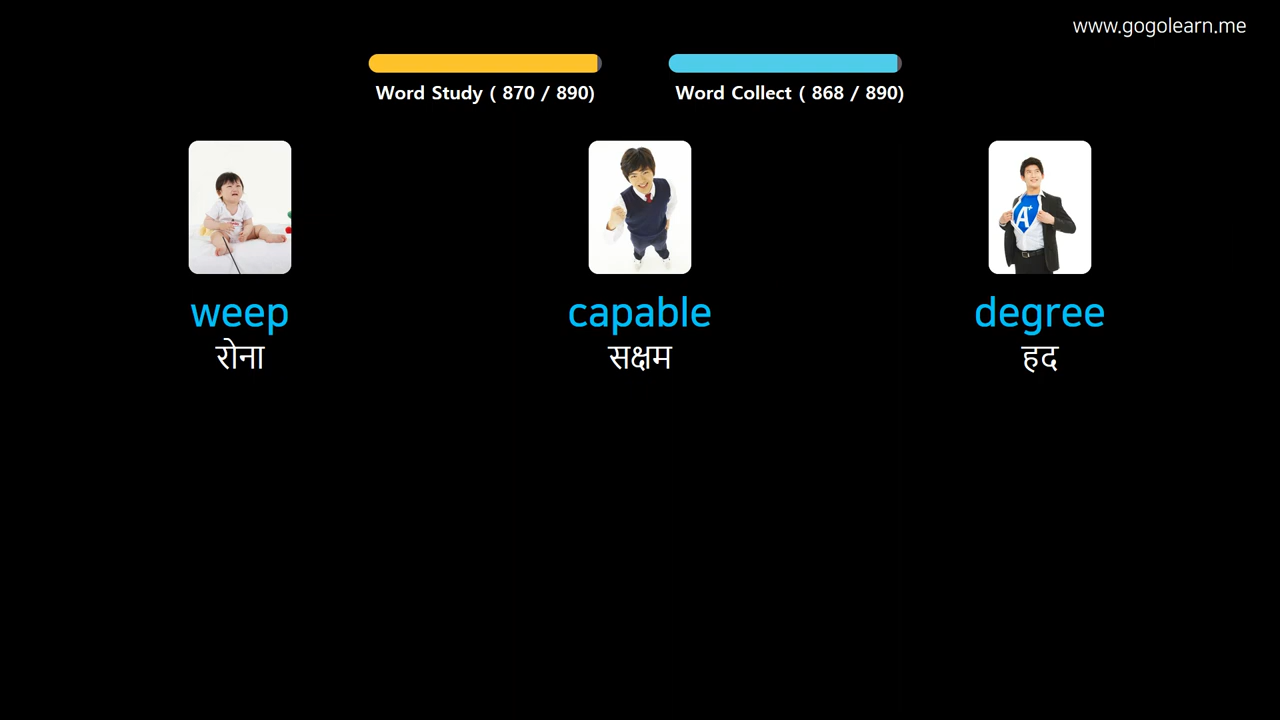 www.gogolearn.me
Word Study ( 870 / 890)
Word Collect ( 868 / 890)
A+
weep
capable
degree
रोना
सक्षम
हद